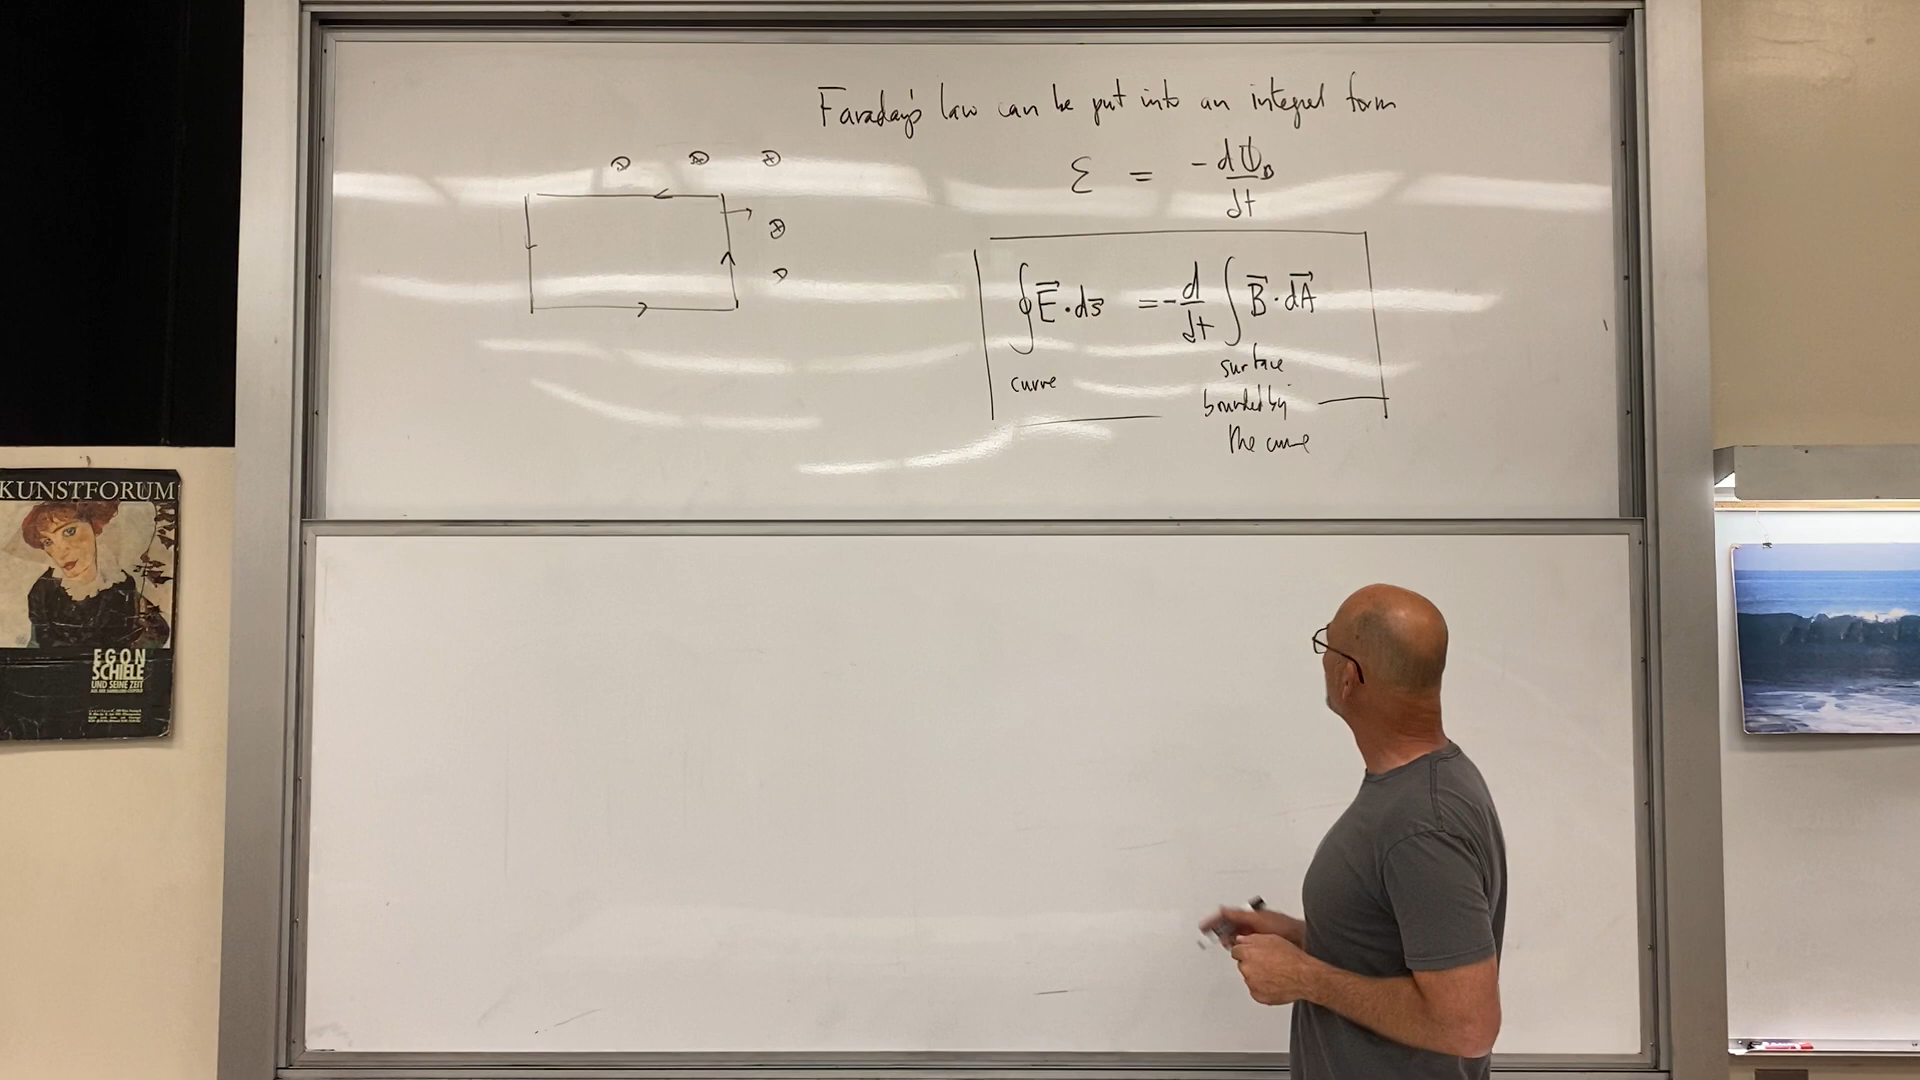 Faraday's law can be put into an integral form
ℰ = -dΦ_B/dt
∮E⃗·ds⃗ = -d/dt ∫B⃗·dA⃗
curve
surface
bounded by
the curve
KUNSTFORUM
EGON
SCHIELE
UND SEINE ZEIT